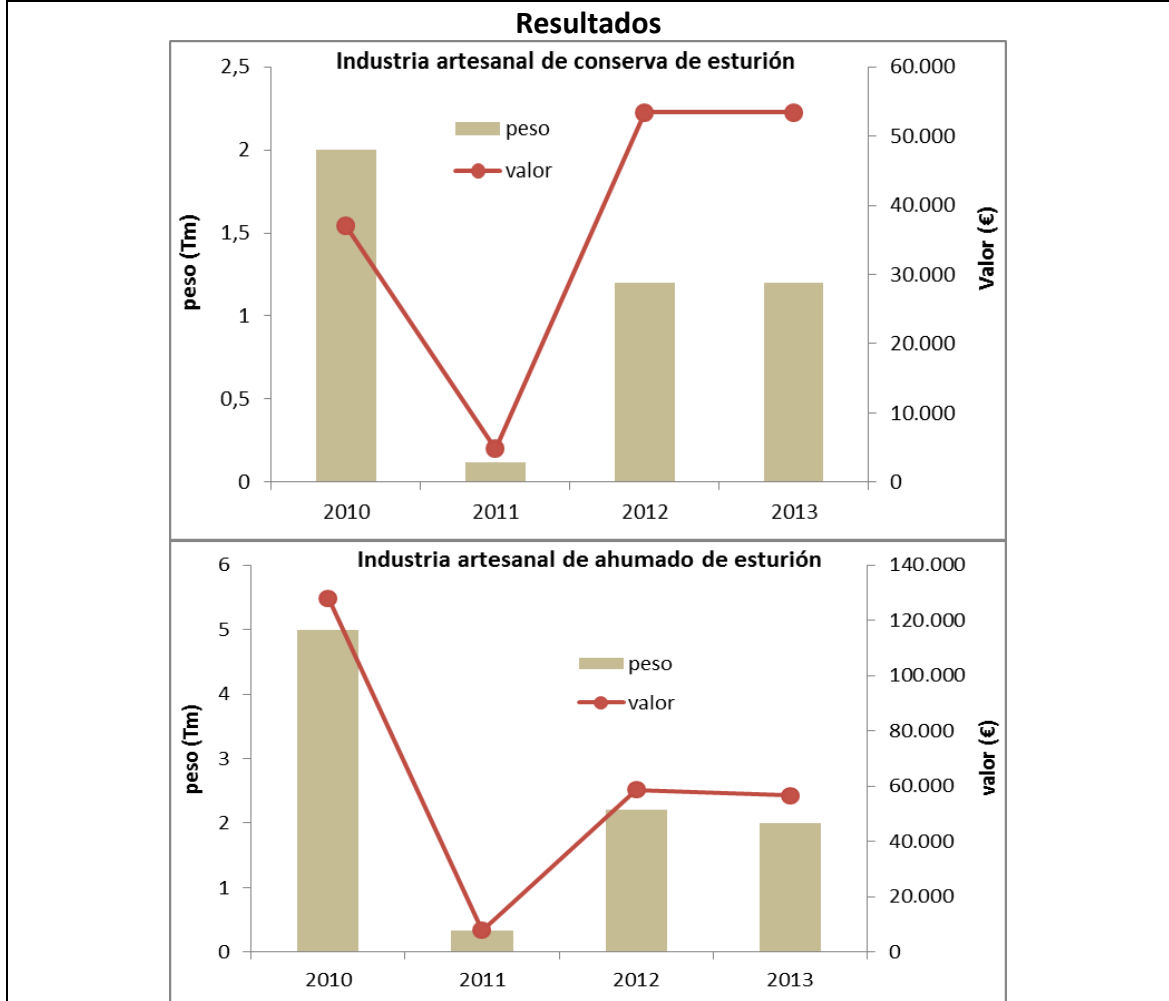 Resultados
Industria artesanal de conserva de esturión
2,5
2
1,5
1
0,5
0
peso (Tm)
peso
valor
60.000
50.000
40.000
30.000
20.000
10.000
0
Valor (€)
2010 2011 2012 2013
Industria artesanal de ahumado de esturión
6
5
4
3
2
1
0
peso (Tm)
peso
valor
140.000
120.000
100.000
80.000
60.000
40.000
20.000
0
valor (€)
2010 2011 2012 2013